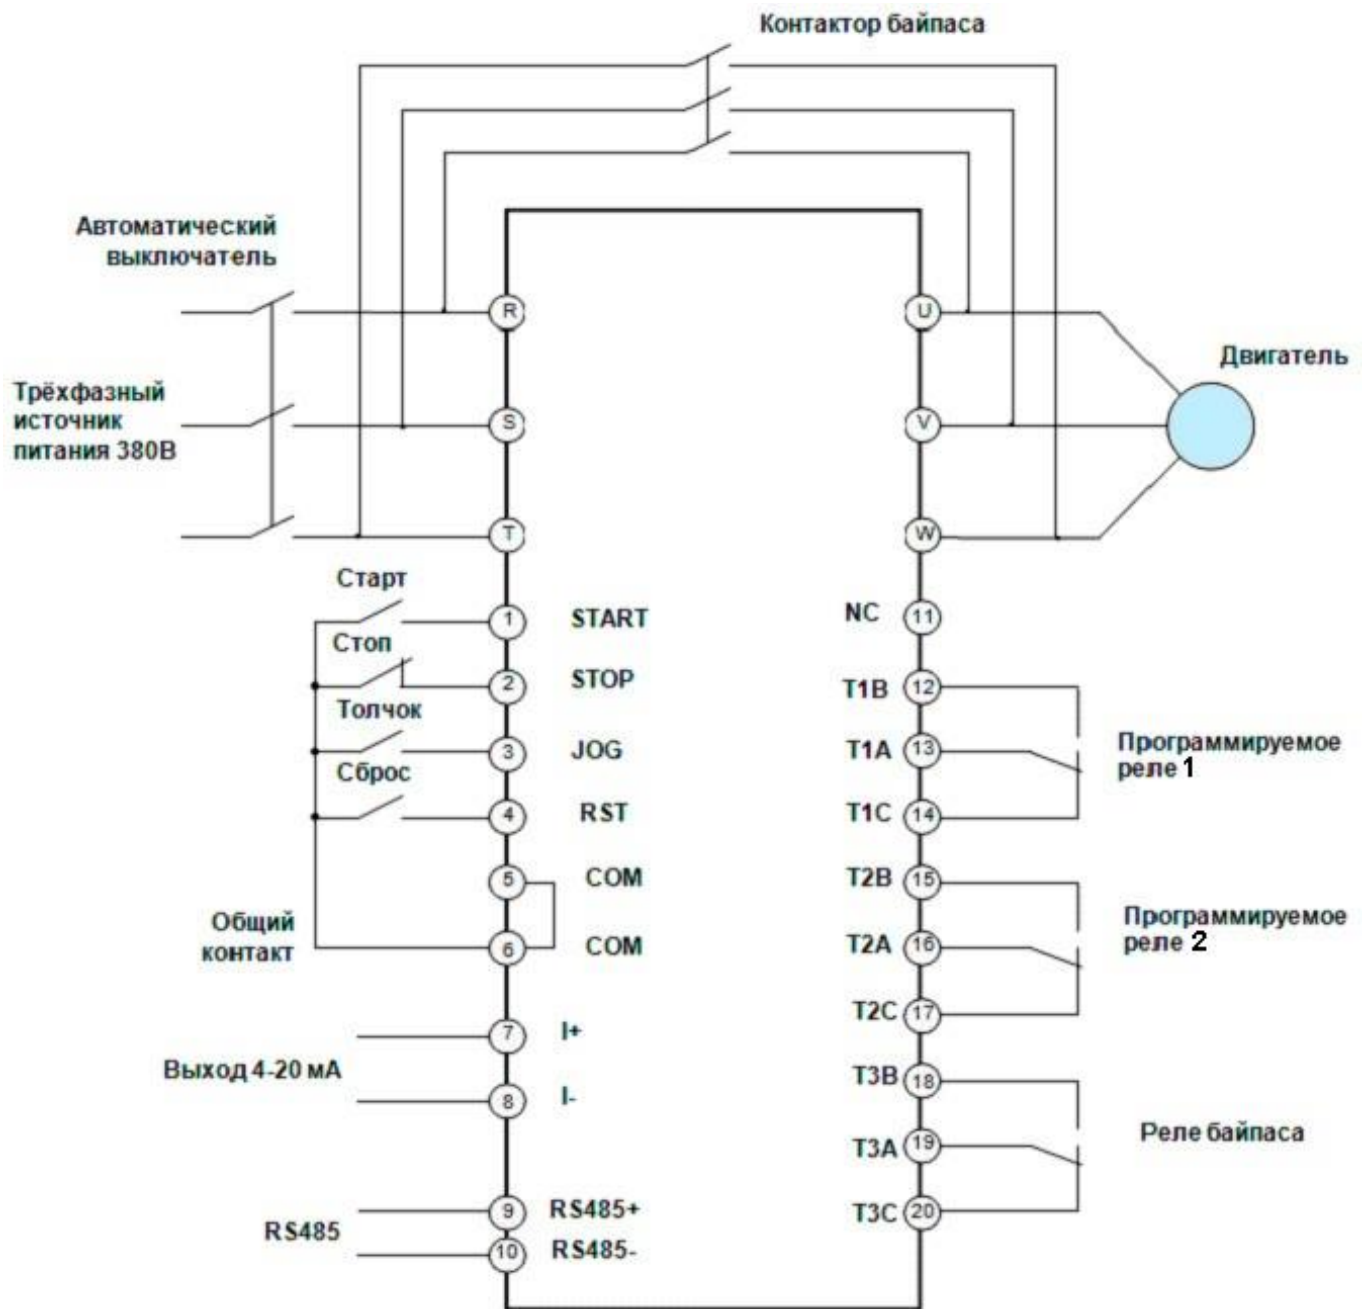 Контактор байпаса
Автоматический
выключатель
R
U
Двигатель
Трёхфазный
источник
питания 380В
S
V
T
W
Старт
1
START
NC
11
Стоп
2
STOP
T1B
12
Толчок
3
JOG
T1A
13
Программируемое
реле 1
Сброс
4
RST
T1C
14
5
COM
T2B
15
Общий
контакт
6
COM
T2A
16
Программируемое
реле 2
7
I+
T2C
17
Выход 4-20 мА
8
I-
T3B
18
T3A
19
Реле байпаса
RS485
9
RS485+
T3C
20
10
RS485-